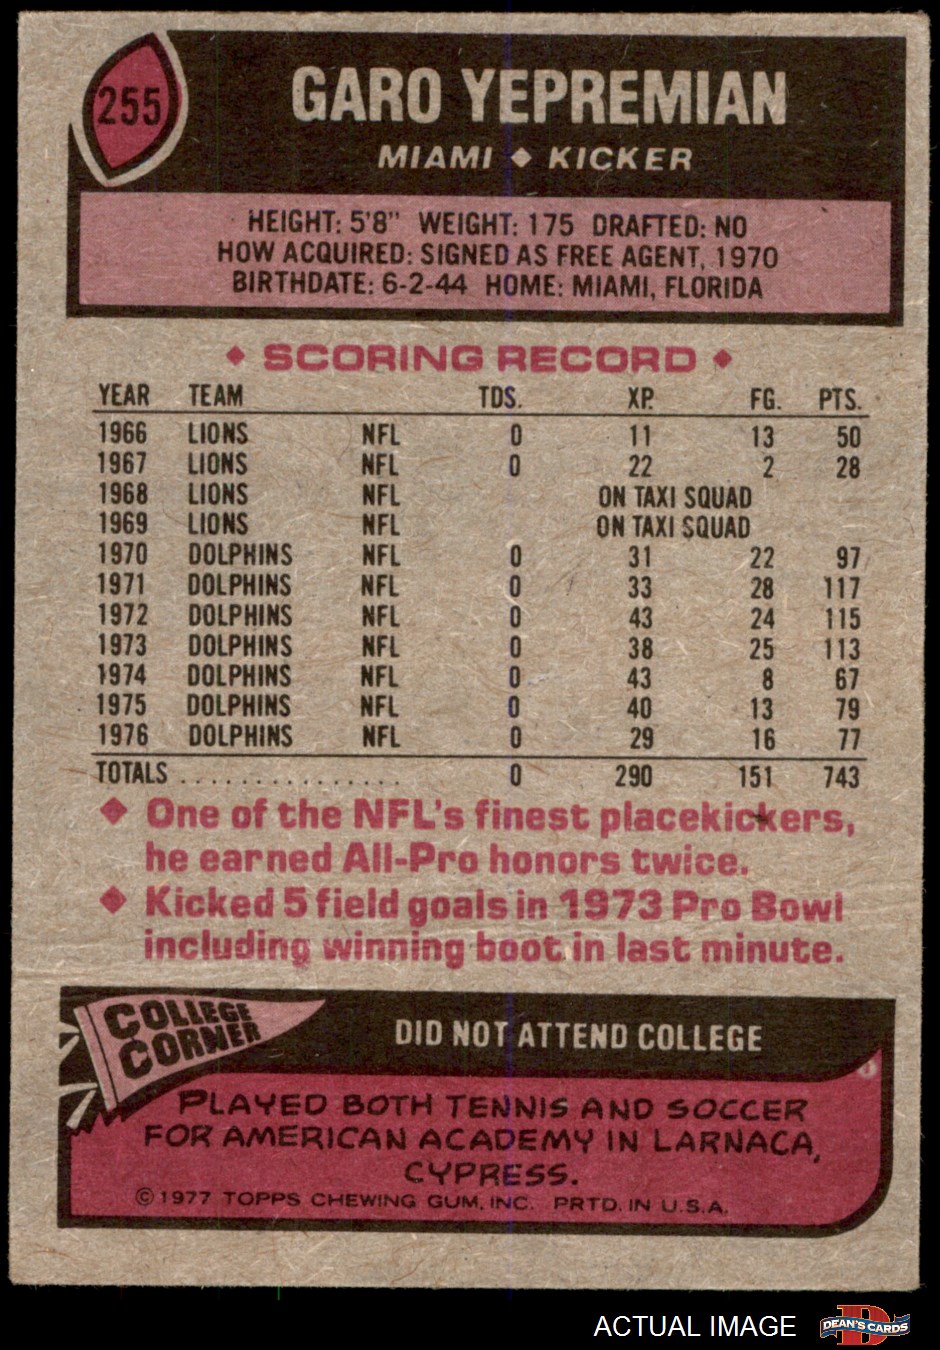 255
GARO YEPREMIAN
MIAMI ◆ KICKER
HEIGHT: 5'8" WEIGHT: 175 DRAFTED: NO
HOW ACQUIRED: SIGNED AS FREE AGENT, 1970
BIRTHDATE: 6-2-44 HOME: MIAMI, FLORIDA
◆ SCORING RECORD ◆
YEAR TEAM TDS. XP. FG. PTS.
1966 LIONS NFL 0 11 13 50
1967 LIONS NFL 0 22 2 28
1968 LIONS NFL ON TAXI SQUAD
1969 LIONS NFL ON TAXI SQUAD
1970 DOLPHINS NFL 0 31 22 97
1971 DOLPHINS NFL 0 33 28 117
1972 DOLPHINS NFL 0 43 24 115
1973 DOLPHINS NFL 0 38 25 113
1974 DOLPHINS NFL 0 43 8 67
1975 DOLPHINS NFL 0 40 13 79
1976 DOLPHINS NFL 0 29 16 77
TOTALS ................ 0 290 151 743
◆ One of the NFL's finest placekickers,
he earned All-Pro honors twice.
◆ Kicked 5 field goals in 1973 Pro Bowl
including winning boot in last minute.
COLLEGE
CORNER
DID NOT ATTEND COLLEGE
PLAYED BOTH TENNIS AND SOCCER
FOR AMERICAN ACADEMY IN LARNACA,
CYPRESS.
© 1977 TOPPS CHEWING GUM, INC. PRTD. IN U.S.A.
ACTUAL IMAGE
D
DEAN'S CARDS